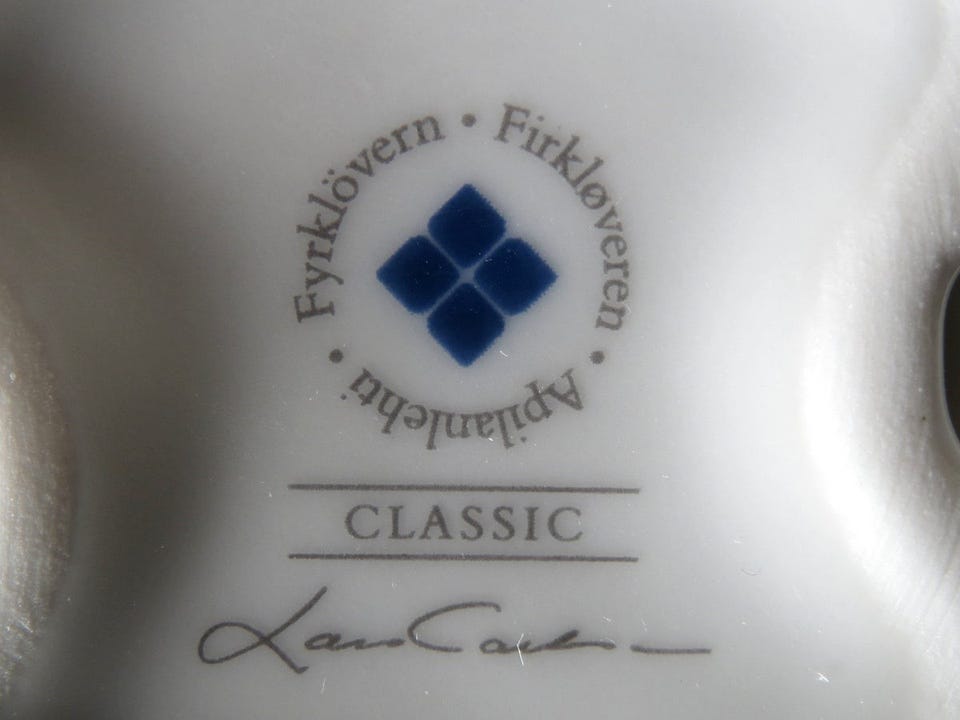 Fyrklövern • Firkløveren • Apilanlehti •
CLASSIC